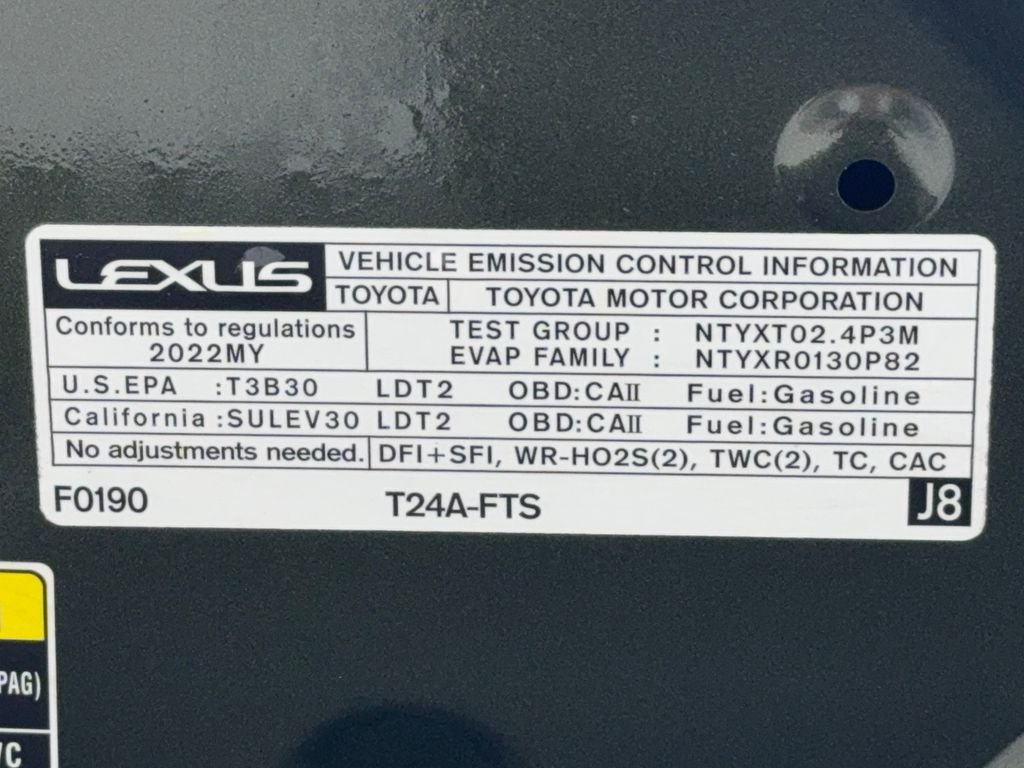 LEXUS VEHICLE EMISSION CONTROL INFORMATION
TOYOTA TOYOTA MOTOR CORPORATION
Conforms to regulations
2022MY
TEST GROUP : NTYXT02.4P3M
EVAP FAMILY : NTYXR0130P82
U.S.EPA :T3B30 LDT2 OBD:CAII Fuel:Gasoline
California :SULEV30 LDT2 OBD:CAII Fuel:Gasoline
No adjustments needed. DFI+SFI, WR-HO2S(2), TWC(2), TC, CAC
F0190 T24A-FTS J8
PAG)